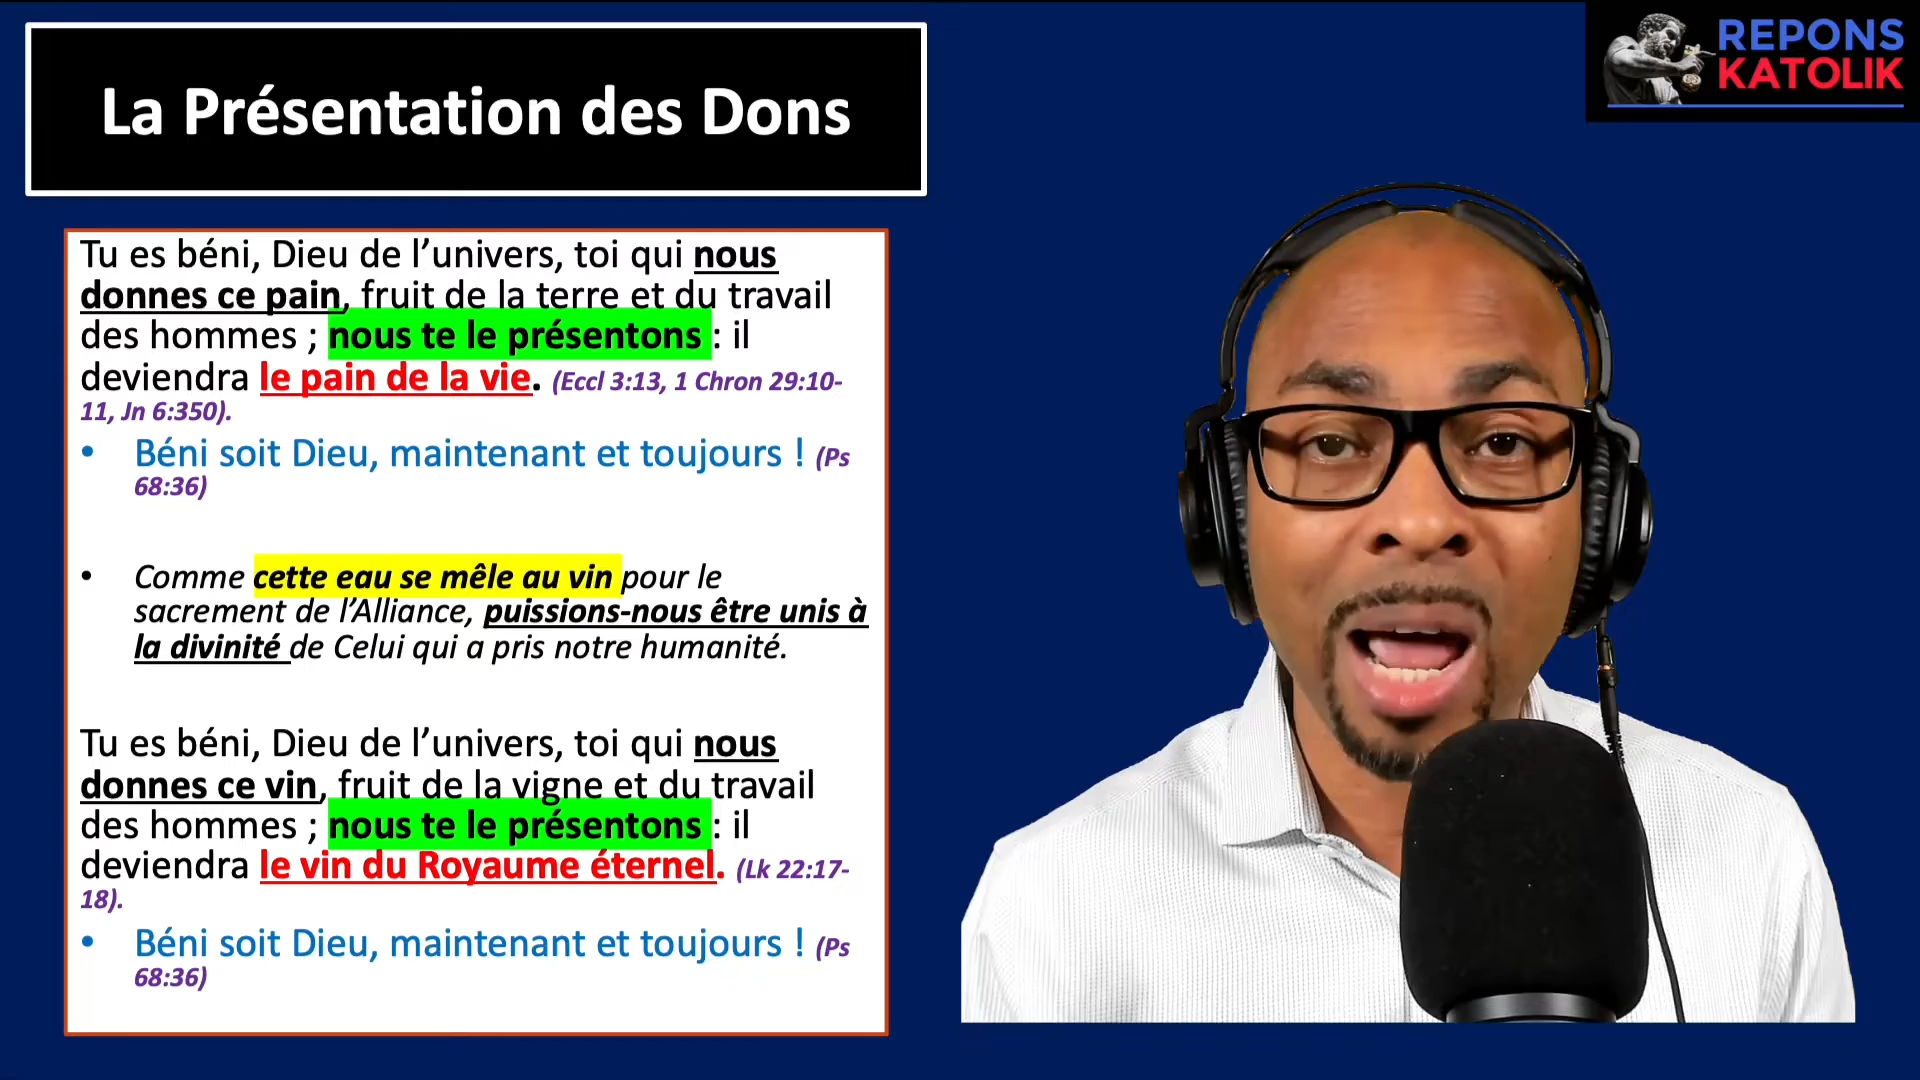 La Présentation des Dons
REPONS
KATOLIK
Tu es béni, Dieu de l’univers, toi qui nous
donnes ce pain, fruit de la terre et du travail
des hommes ; nous te le présentons : il
deviendra le pain de la vie. (Eccl 3:13, 1 Chron 29:10-
11, Jn 6:350).
• Béni soit Dieu, maintenant et toujours ! (Ps
68:36)
• Comme cette eau se mêle au vin pour le
sacrement de l’Alliance, puissions-nous être unis à
la divinité de Celui qui a pris notre humanité.
Tu es béni, Dieu de l’univers, toi qui nous
donnes ce vin, fruit de la vigne et du travail
des hommes ; nous te le présentons : il
deviendra le vin du Royaume éternel. (Lk 22:17-
18).
• Béni soit Dieu, maintenant et toujours ! (Ps
68:36)